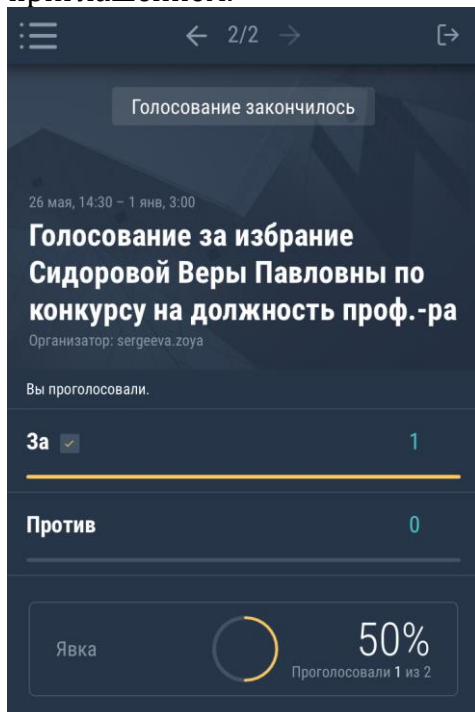 ← 2/2 →
Голосование закончилось
26 мая, 14:30 – 1 янв, 3:00
Голосование за избрание
Сидоровой Веры Павловны по
конкурсу на должность проф.-ра
Организатор: sergeeva.zoya
Вы проголосовали.
За 1
Против 0
Явка
50%
Проголосовали 1 из 2